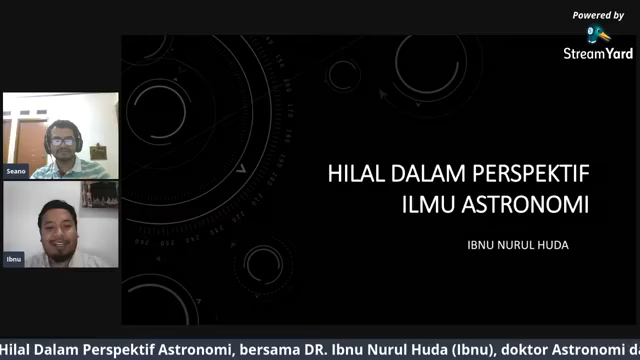 Powered by
StreamYard
HILAL DALAM PERSPEKTIF
ILMU ASTRONOMI
IBNU NURUL HUDA
Seano
Ibnu
Hilal Dalam Perspektif Astronomi, bersama DR. Ibnu Nurul Huda (Ibnu), doktor Astronomi da